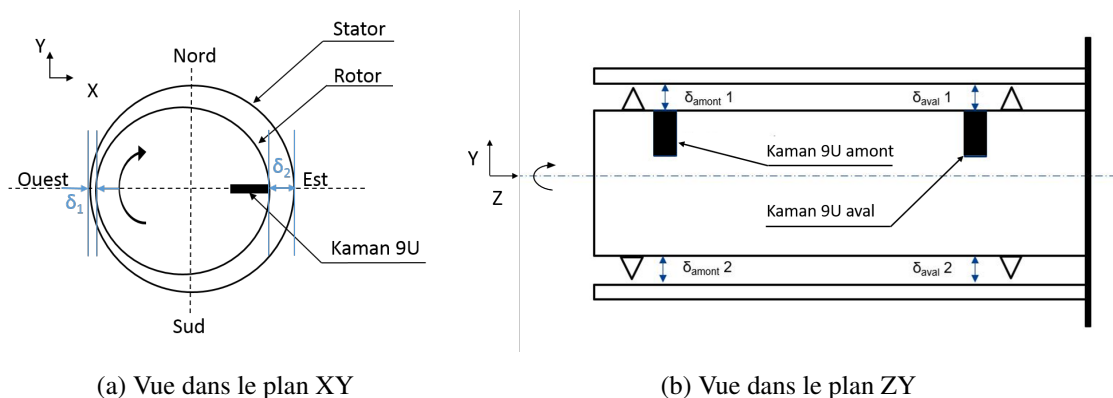 Y
X
Nord
Stator
Rotor
Ouest
δ₁
δ₂
Est
Kaman 9U
Sud
δamont 1
δaval 1
Kaman 9U amont
Y
Z
Kaman 9U aval
δamont 2
δaval 2
(a) Vue dans le plan XY
(b) Vue dans le plan ZY